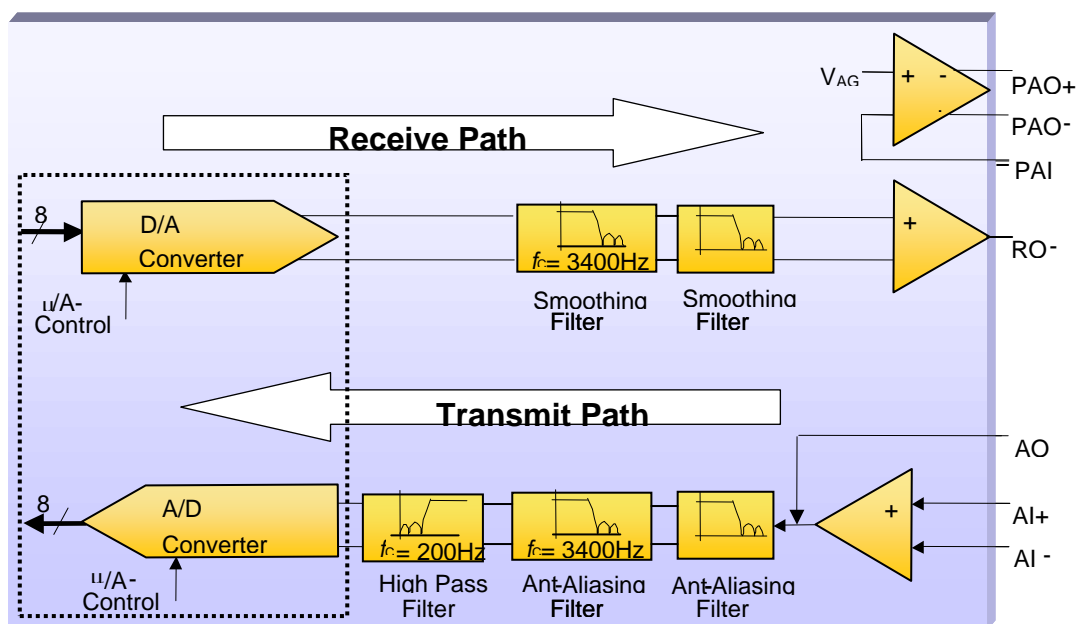 V AG
+ -
PAO+
PAO-
PAI
Receive Path
8
D/A
Converter
μ/A-
Control
fC= 3400Hz
Smoothing
Filter
Smoothing
Filter
+
RO-
Transmit Path
AO
8
A/D
Converter
μ/A-
Control
fC= 200Hz
High Pass
Filter
fC= 3400Hz
Ant-Aliasing
Filter
Ant-Aliasing
Filter
+
AI+
AI -